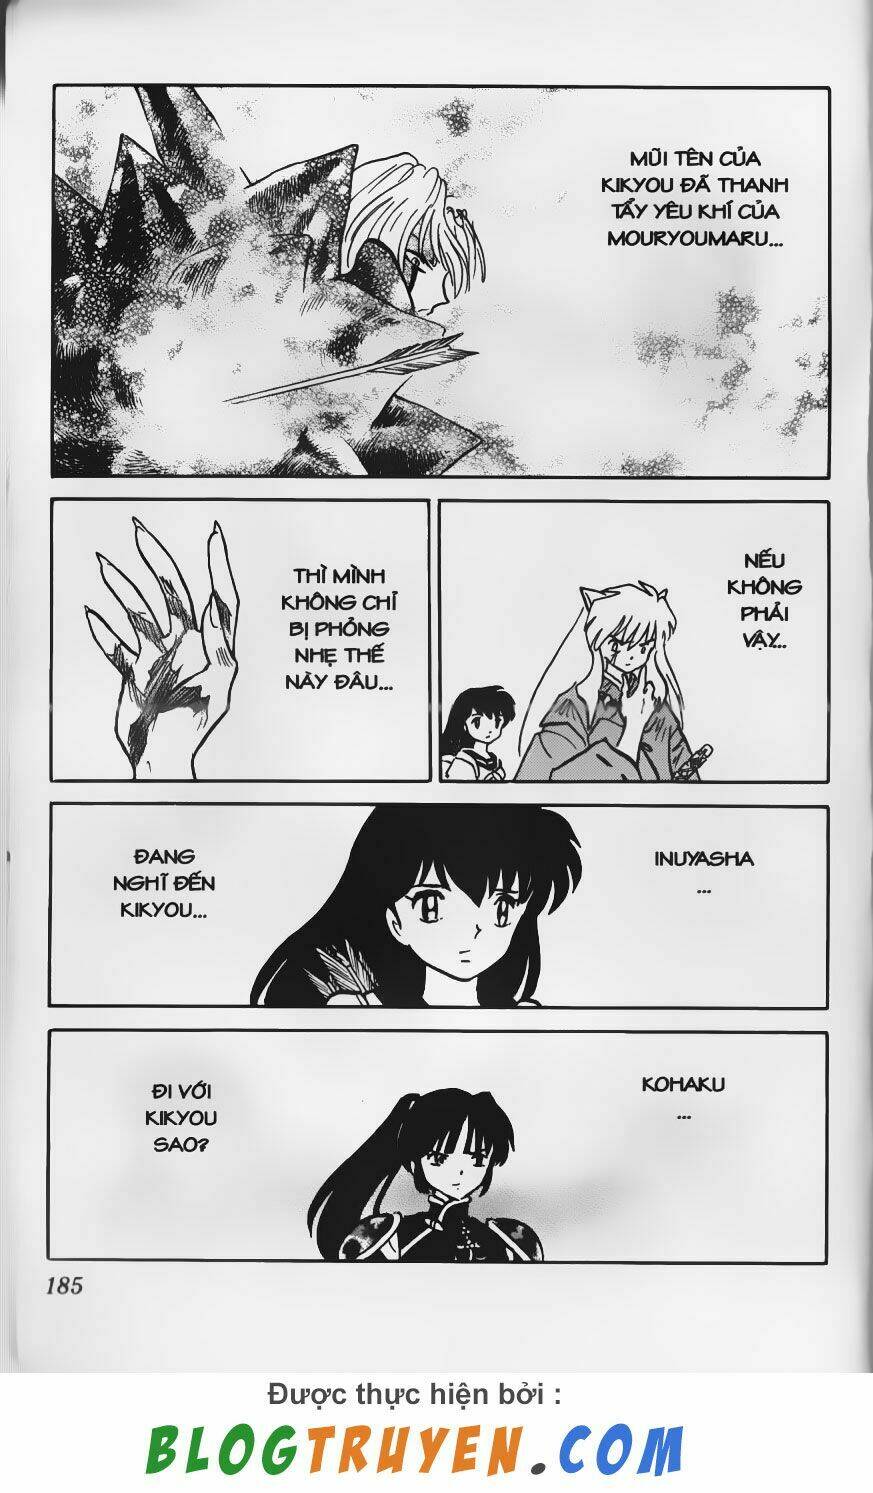 MŨI TÊN CỦA
KIKYOU ĐÃ THANH
TẨY YÊU KHÍ CỦA
MOURYOUMARU...
NẾU
KHÔNG
PHẢI
VẬY...
THÌ MÌNH
KHÔNG CHỈ
BỊ PHỎNG
NHẸ THẾ
NÀY ĐÂU...
INUYASHA
...
ĐANG
NGHĨ ĐẾN
KIKYOU...
KOHAKU
...
ĐI VỚI
KIKYOU
SAO?
185
Được thực hiện bởi :
BLOGTRUYEN.COM